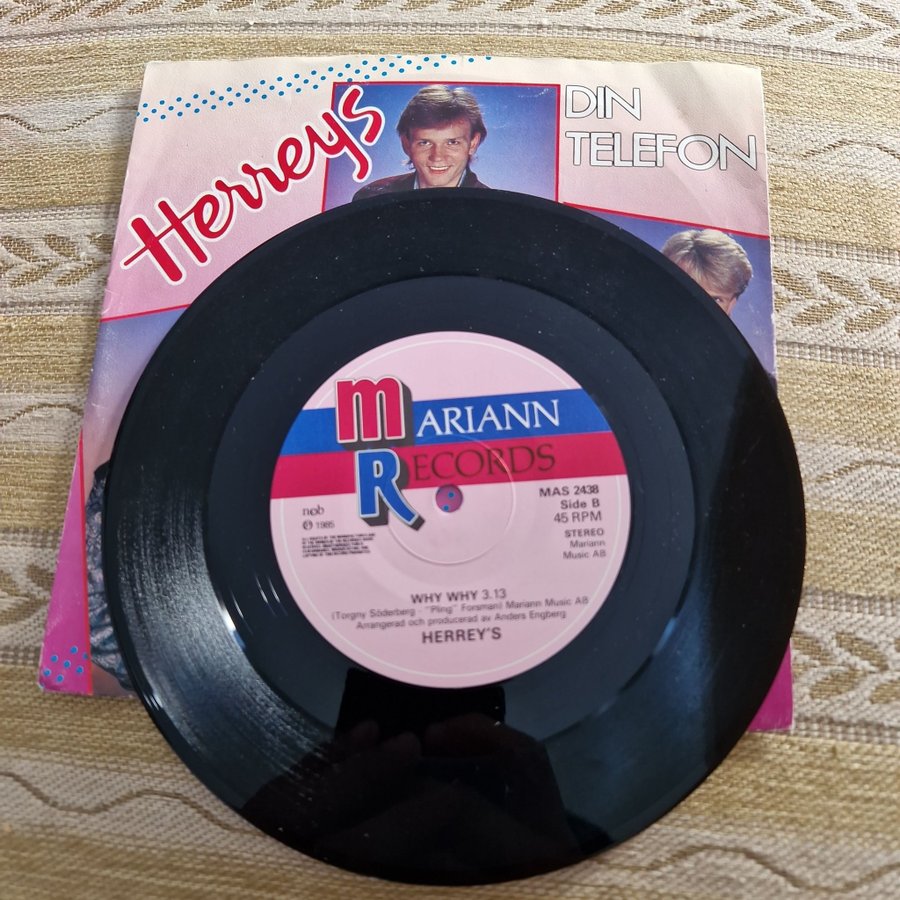 Herreys
DIN
TELEFON
MARIANN
RECORDS
MAS 2438
Side B
45 RPM
STEREO
Mariann
Music AB
ncb
℗ 1985
WHY WHY 3.13
(Torgny Söderberg - "Pling" Forsman) Mariann Music AB
Arrangerad och producerad av Anders Engberg
HERREY'S